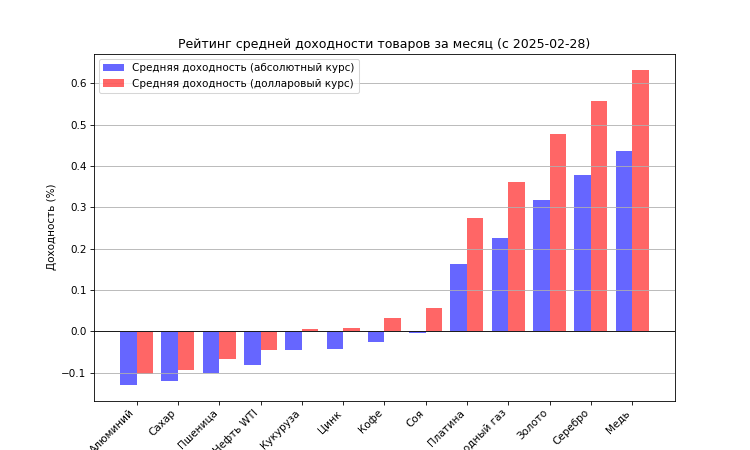 Рейтинг средней доходности товаров за месяц (с 2025-02-28)
Средняя доходность (абсолютный курс)
Средняя доходность (долларовый курс)
Доходность (%)
0.6
0.5
0.4
0.3
0.2
0.1
0.0
−0.1
Алюминий
Сахар
Пшеница
Нефть WTI
Кукуруза
Цинк
Кофе
Соя
Платина
газ
Золото
Серебро
Медь